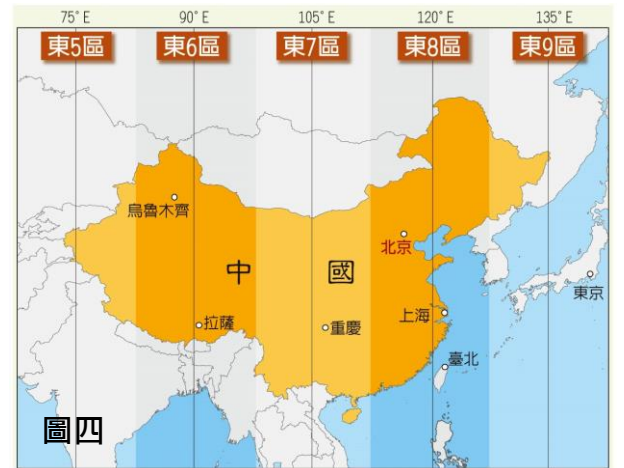 75° E 90° E 105° E 120° E 135° E
東5區 東6區 東7區 東8區 東9區
烏魯木齊
北京
中國
東京
拉薩
重慶
上海
臺北
圖四